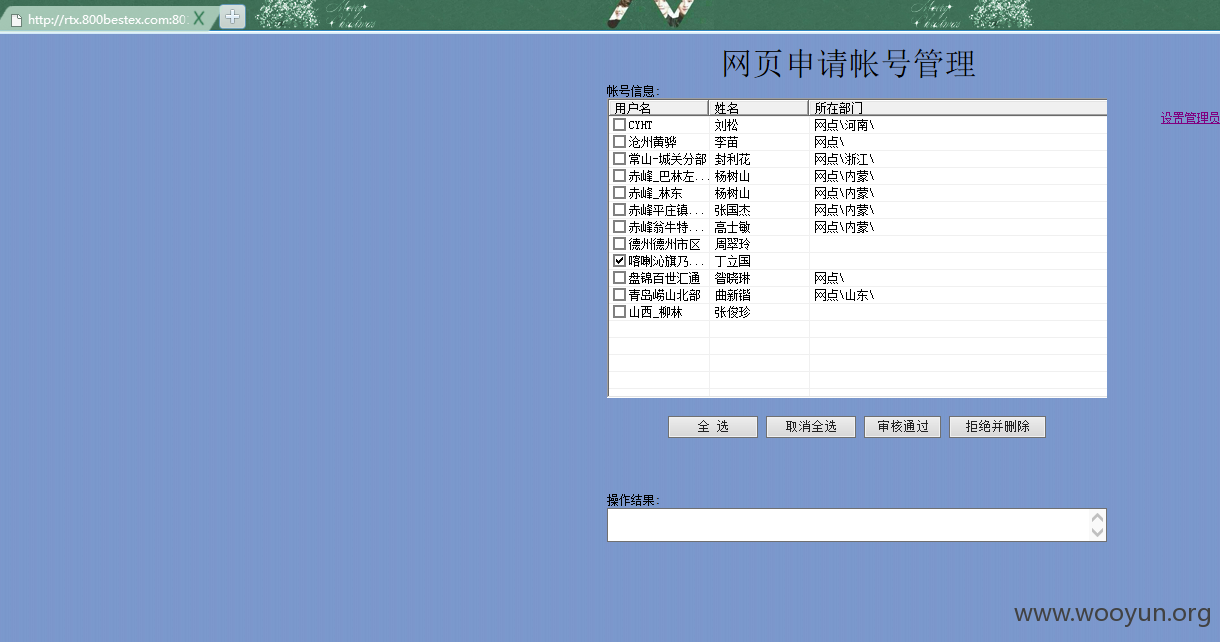 http://rtx.800bestex.com:80
网页申请帐号管理
帐号信息:
用户名 姓名 所在部门
CYHT 刘松 网点\河南\
沧州黄骅 李苗 网点\
常山-城关分部 封利花 网点\浙江\
赤峰_巴林左... 杨树山 网点\内蒙\
赤峰_林东 杨树山 网点\内蒙\
赤峰平庄镇... 张国杰 网点\内蒙\
赤峰翁牛特... 高士敏 网点\内蒙\
德州德州市区 周翠玲
喀喇沁旗乃... 丁立国
盘锦百世汇通 昝晓琳 网点\
青岛崂山北部 曲新锴 网点\山东\
山西_柳林 张俊珍
设置管理员
全 选 取消全选 审核通过 拒绝并删除
操作结果:
www.wooyun.org